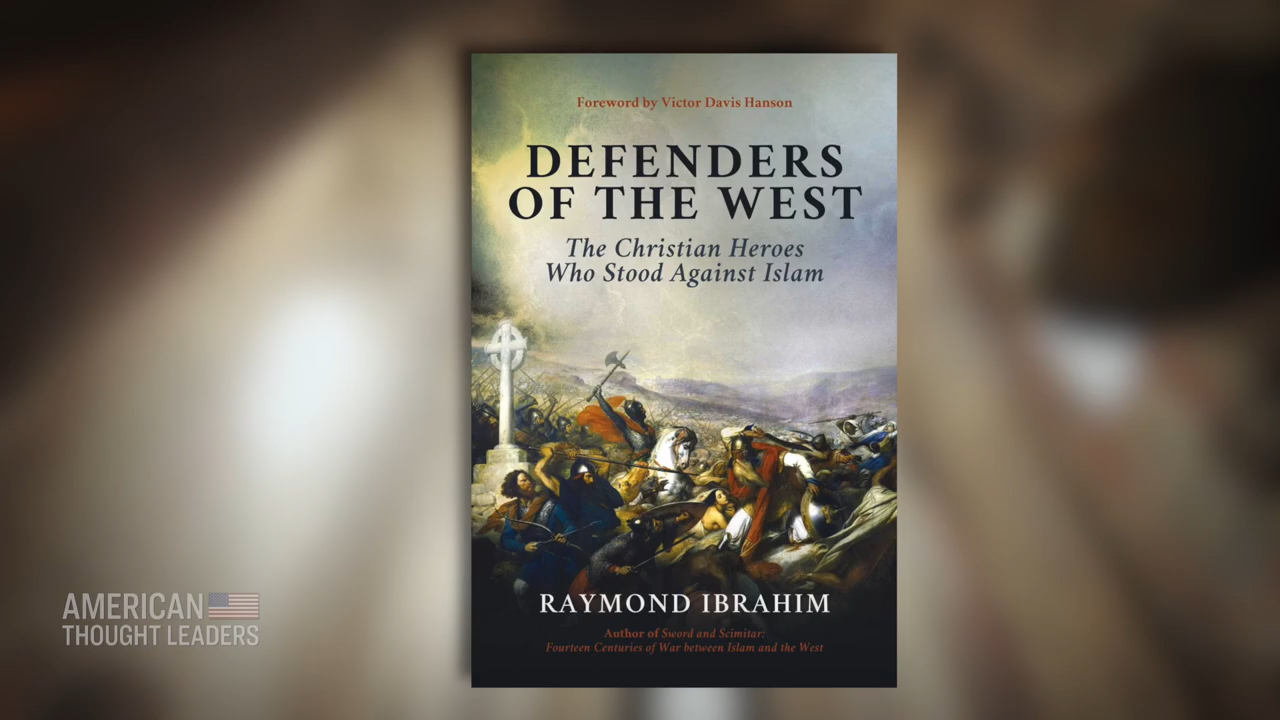 Foreword by Victor Davis Hanson
DEFENDERS
OF THE WEST
The Christian Heroes
Who Stood Against Islam
RAYMOND IBRAHIM
Author of Sword and Scimitar:
Fourteen Centuries of War between Islam and the West
AMERICAN
THOUGHT LEADERS